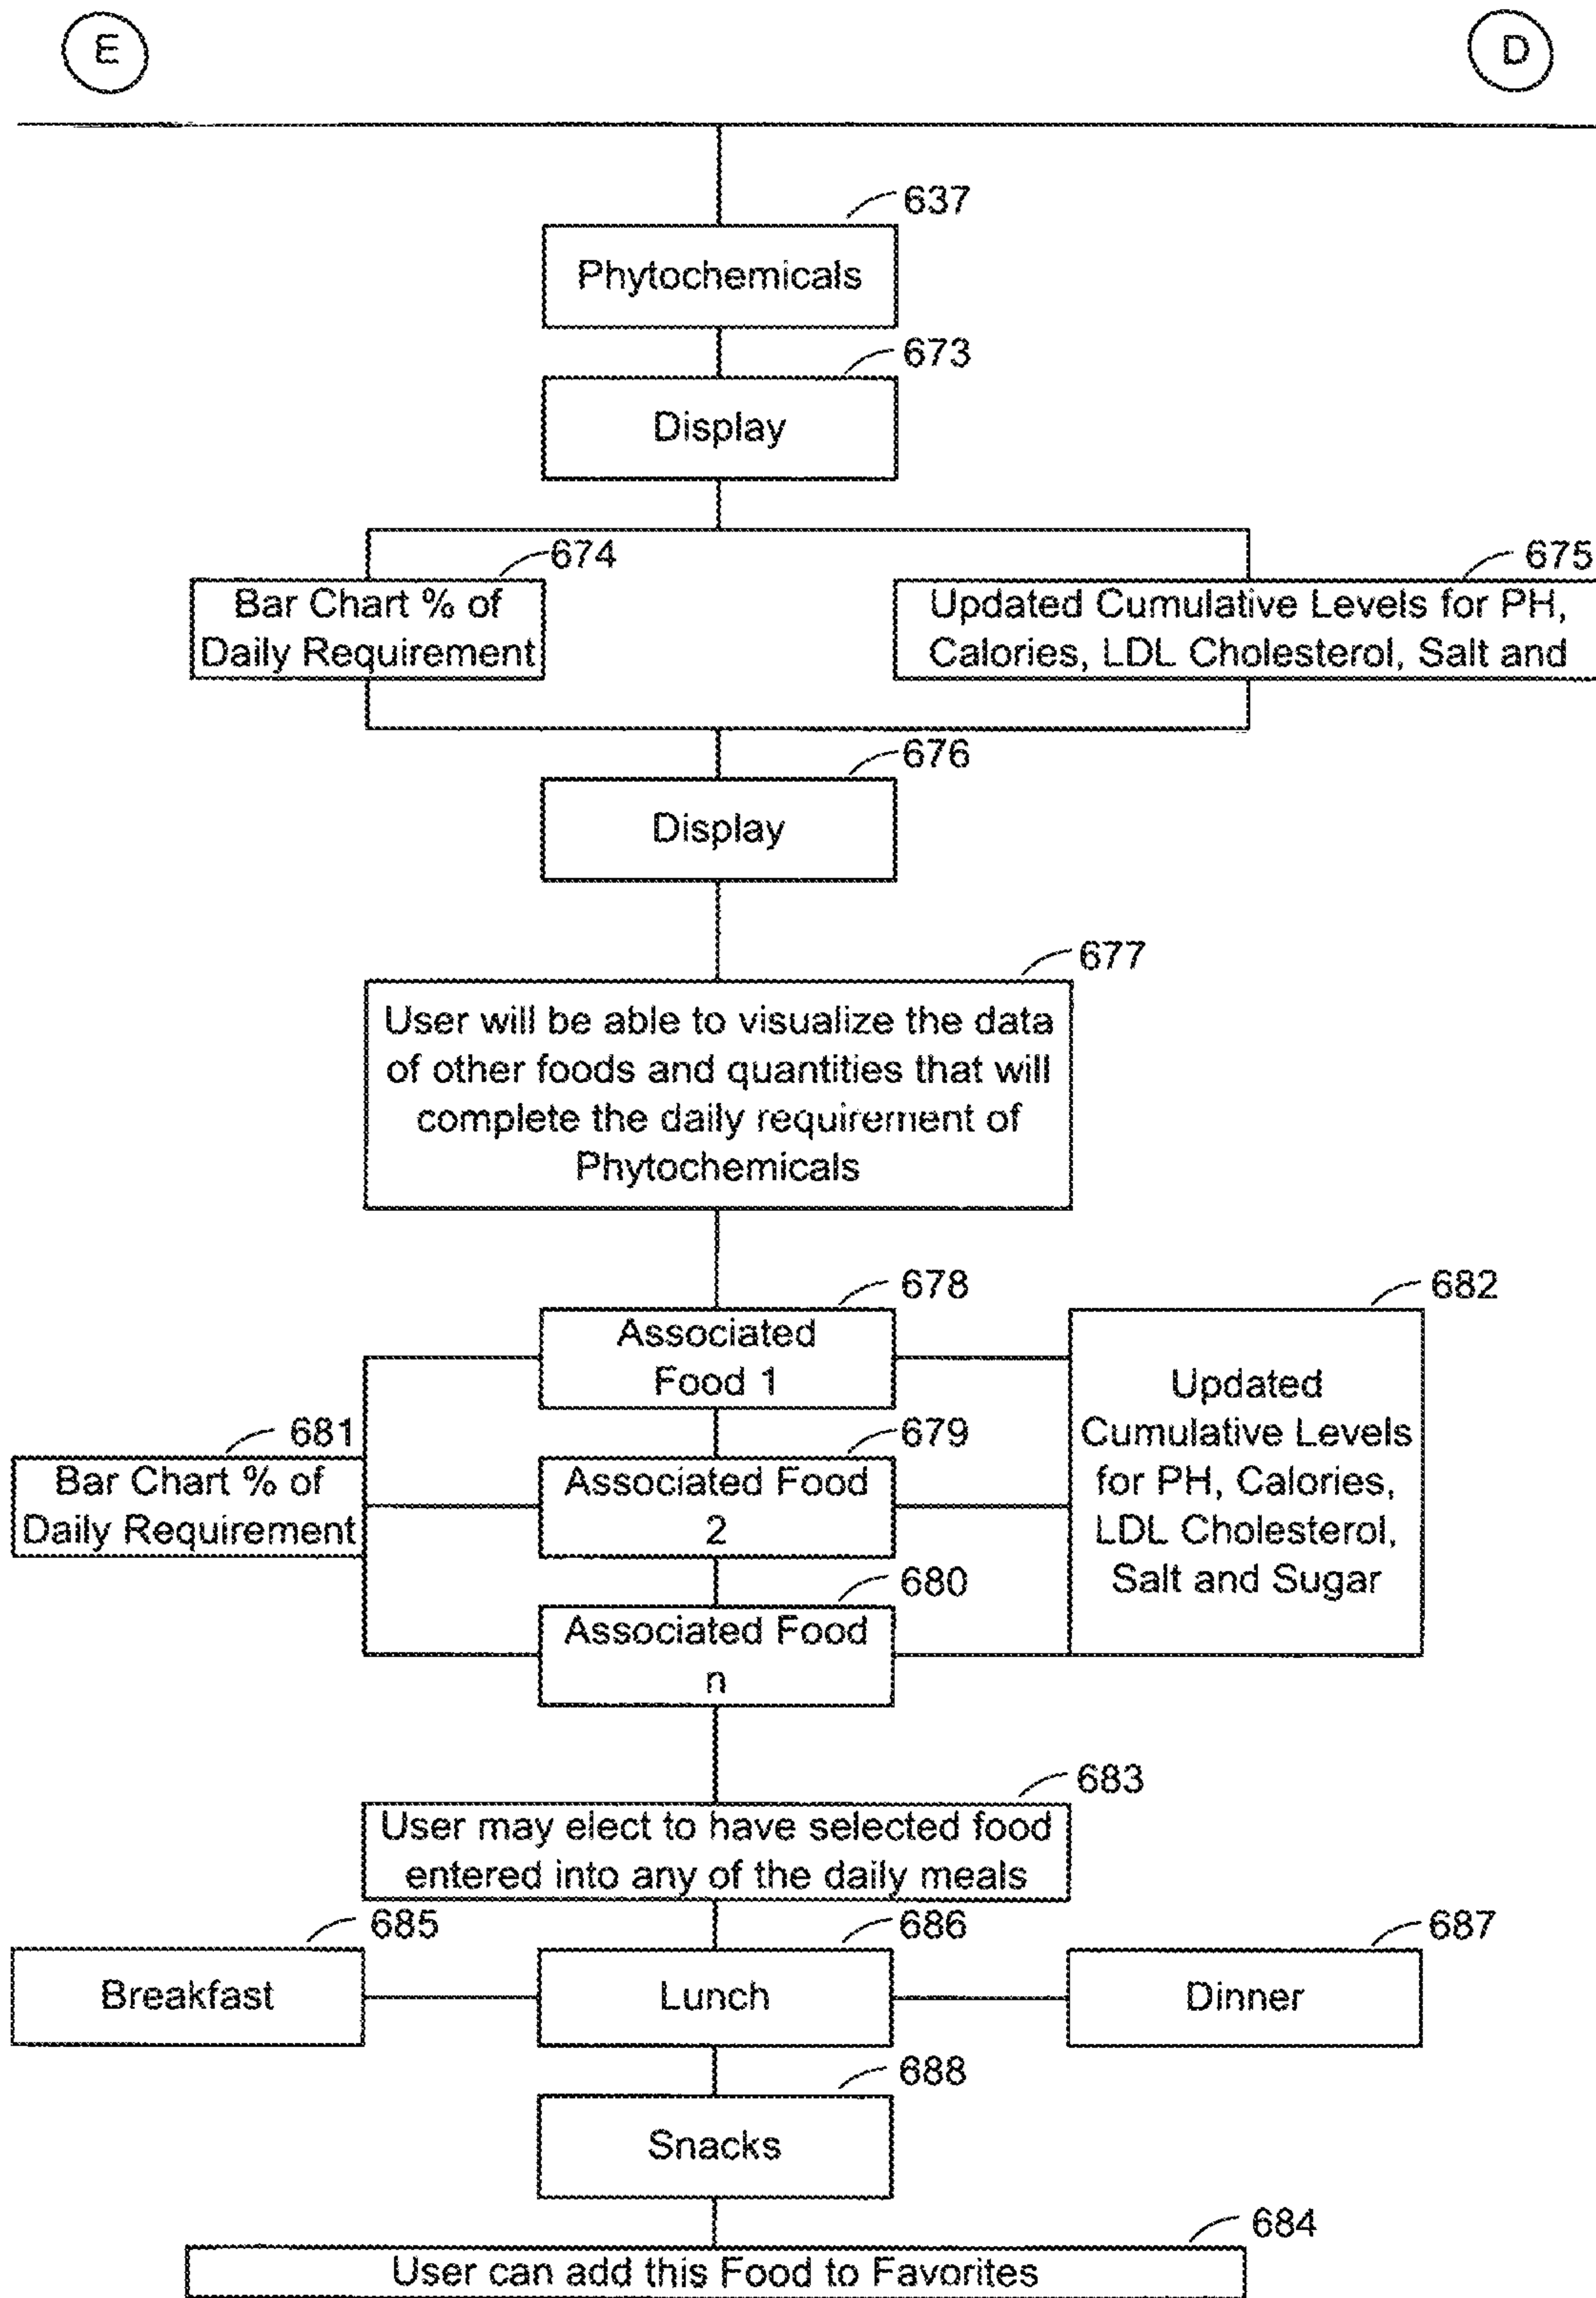 E
D
637
Phytochemicals
673
Display
674
Bar Chart % of
Daily Requirement
675
Updated Cumulative Levels for PH,
Calories, LDL Cholesterol, Salt and
676
Display
677
User will be able to visualize the data
of other foods and quantities that will
complete the daily requirement of
Phytochemicals
678
Associated
Food 1
681
Bar Chart % of
Daily Requirement
679
Associated Food
2
680
Associated Food
n
682
Updated
Cumulative Levels
for PH, Calories,
LDL Cholesterol,
Salt and Sugar
683
User may elect to have selected food
entered into any of the daily meals
685
Breakfast
686
Lunch
687
Dinner
688
Snacks
684
User can add this Food to Favorites